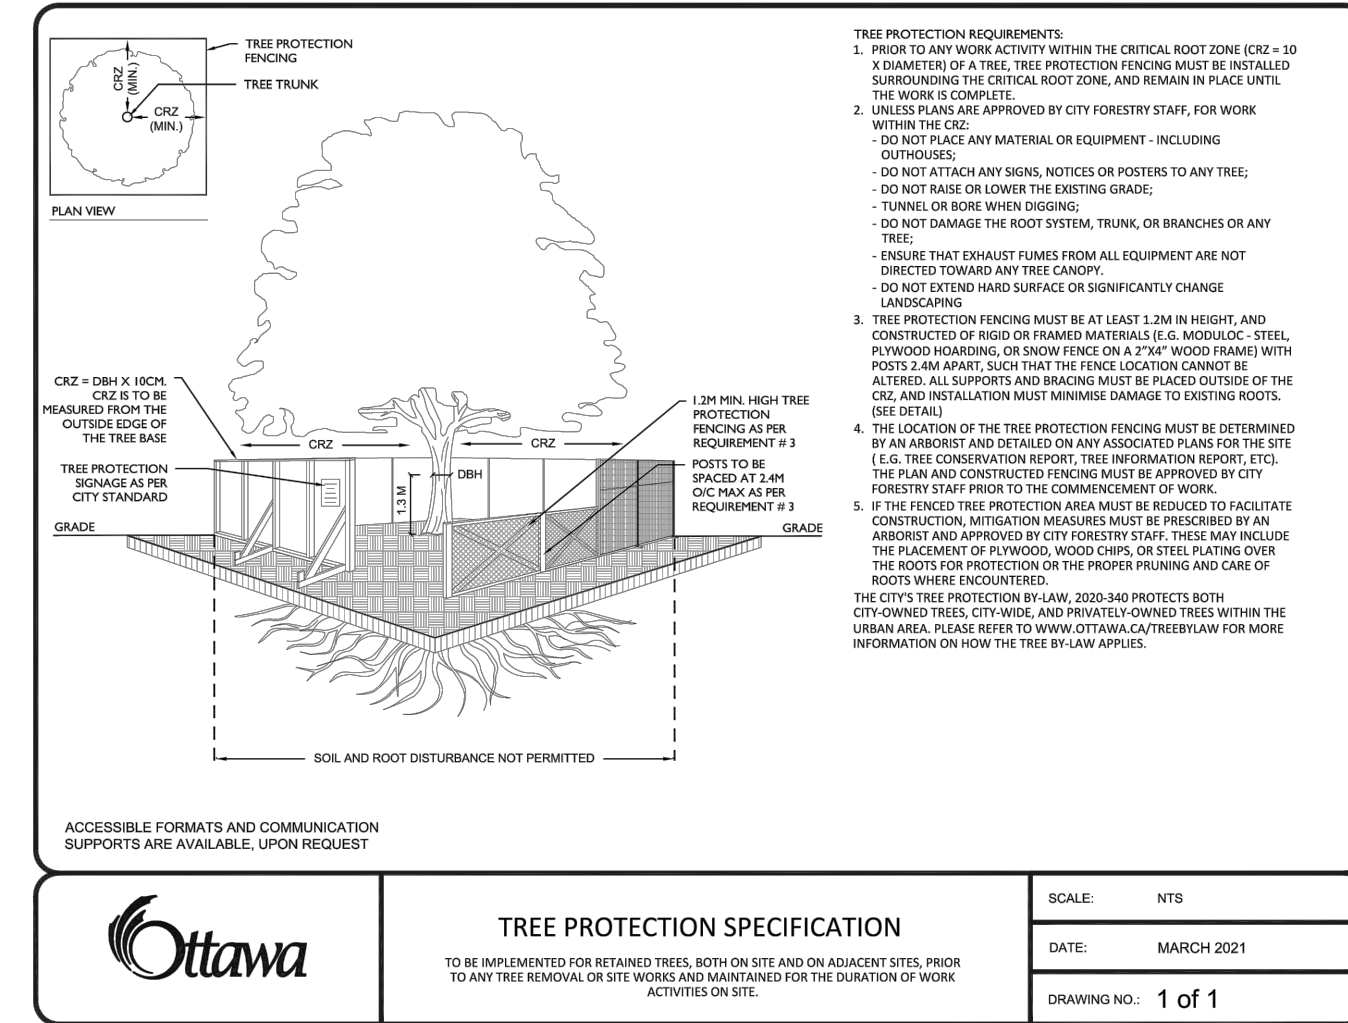 TREE PROTECTION
FENCING
TREE TRUNK
CRZ
(MIN.)
CRZ
(MIN.)
PLAN VIEW
CRZ = DBH X 10CM.
CRZ IS TO BE
MEASURED FROM THE
OUTSIDE EDGE OF
THE TREE BASE
TREE PROTECTION
SIGNAGE AS PER
CITY STANDARD
GRADE
CRZ
CRZ
DBH
1.3 M
1.2M MIN. HIGH TREE
PROTECTION
FENCING AS PER
REQUIREMENT # 3
POSTS TO BE
SPACED AT 2.4M
O/C MAX AS PER
REQUIREMENT # 3
GRADE
SOIL AND ROOT DISTURBANCE NOT PERMITTED
ACCESSIBLE FORMATS AND COMMUNICATION
SUPPORTS ARE AVAILABLE, UPON REQUEST
TREE PROTECTION REQUIREMENTS:
1. PRIOR TO ANY WORK ACTIVITY WITHIN THE CRITICAL ROOT ZONE (CRZ = 10
X DIAMETER) OF A TREE, TREE PROTECTION FENCING MUST BE INSTALLED
SURROUNDING THE CRITICAL ROOT ZONE, AND REMAIN IN PLACE UNTIL
THE WORK IS COMPLETE.
2. UNLESS PLANS ARE APPROVED BY CITY FORESTRY STAFF, FOR WORK
WITHIN THE CRZ:
- DO NOT PLACE ANY MATERIAL OR EQUIPMENT - INCLUDING
OUTHOUSES;
- DO NOT ATTACH ANY SIGNS, NOTICES OR POSTERS TO ANY TREE;
- DO NOT RAISE OR LOWER THE EXISTING GRADE;
- TUNNEL OR BORE WHEN DIGGING;
- DO NOT DAMAGE THE ROOT SYSTEM, TRUNK, OR BRANCHES OR ANY
TREE;
- ENSURE THAT EXHAUST FUMES FROM ALL EQUIPMENT ARE NOT
DIRECTED TOWARD ANY TREE CANOPY.
- DO NOT EXTEND HARD SURFACE OR SIGNIFICANTLY CHANGE
LANDSCAPING
3. TREE PROTECTION FENCING MUST BE AT LEAST 1.2M IN HEIGHT, AND
CONSTRUCTED OF RIGID OR FRAMED MATERIALS (E.G. MODULOC - STEEL,
PLYWOOD HOARDING, OR SNOW FENCE ON A 2"X4" WOOD FRAME) WITH
POSTS 2.4M APART, SUCH THAT THE FENCE LOCATION CANNOT BE
ALTERED. ALL SUPPORTS AND BRACING MUST BE PLACED OUTSIDE OF THE
CRZ, AND INSTALLATION MUST MINIMISE DAMAGE TO EXISTING ROOTS.
(SEE DETAIL)
4. THE LOCATION OF THE TREE PROTECTION FENCING MUST BE DETERMINED
BY AN ARBORIST AND DETAILED ON ANY ASSOCIATED PLANS FOR THE SITE
( E.G. TREE CONSERVATION REPORT, TREE INFORMATION REPORT, ETC).
THE PLAN AND CONSTRUCTED FENCING MUST BE APPROVED BY CITY
FORESTRY STAFF PRIOR TO THE COMMENCEMENT OF WORK.
5. IF THE FENCED TREE PROTECTION AREA MUST BE REDUCED TO FACILITATE
CONSTRUCTION, MITIGATION MEASURES MUST BE PRESCRIBED BY AN
ARBORIST AND APPROVED BY CITY FORESTRY STAFF. THESE MAY INCLUDE
THE PLACEMENT OF PLYWOOD, WOOD CHIPS, OR STEEL PLATING OVER
THE ROOTS FOR PROTECTION OR THE PROPER PRUNING AND CARE OF
ROOTS WHERE ENCOUNTERED.
THE CITY'S TREE PROTECTION BY-LAW, 2020-340 PROTECTS BOTH
CITY-OWNED TREES, CITY-WIDE, AND PRIVATELY-OWNED TREES WITHIN THE
URBAN AREA. PLEASE REFER TO WWW.OTTAWA.CA/TREEBYLAW FOR MORE
INFORMATION ON HOW THE TREE BY-LAW APPLIES.
Ottawa
TREE PROTECTION SPECIFICATION
TO BE IMPLEMENTED FOR RETAINED TREES, BOTH ON SITE AND ON ADJACENT SITES, PRIOR
TO ANY TREE REMOVAL OR SITE WORKS AND MAINTAINED FOR THE DURATION OF WORK
ACTIVITIES ON SITE.
SCALE: NTS
DATE: MARCH 2021
DRAWING NO.: 1 of 1